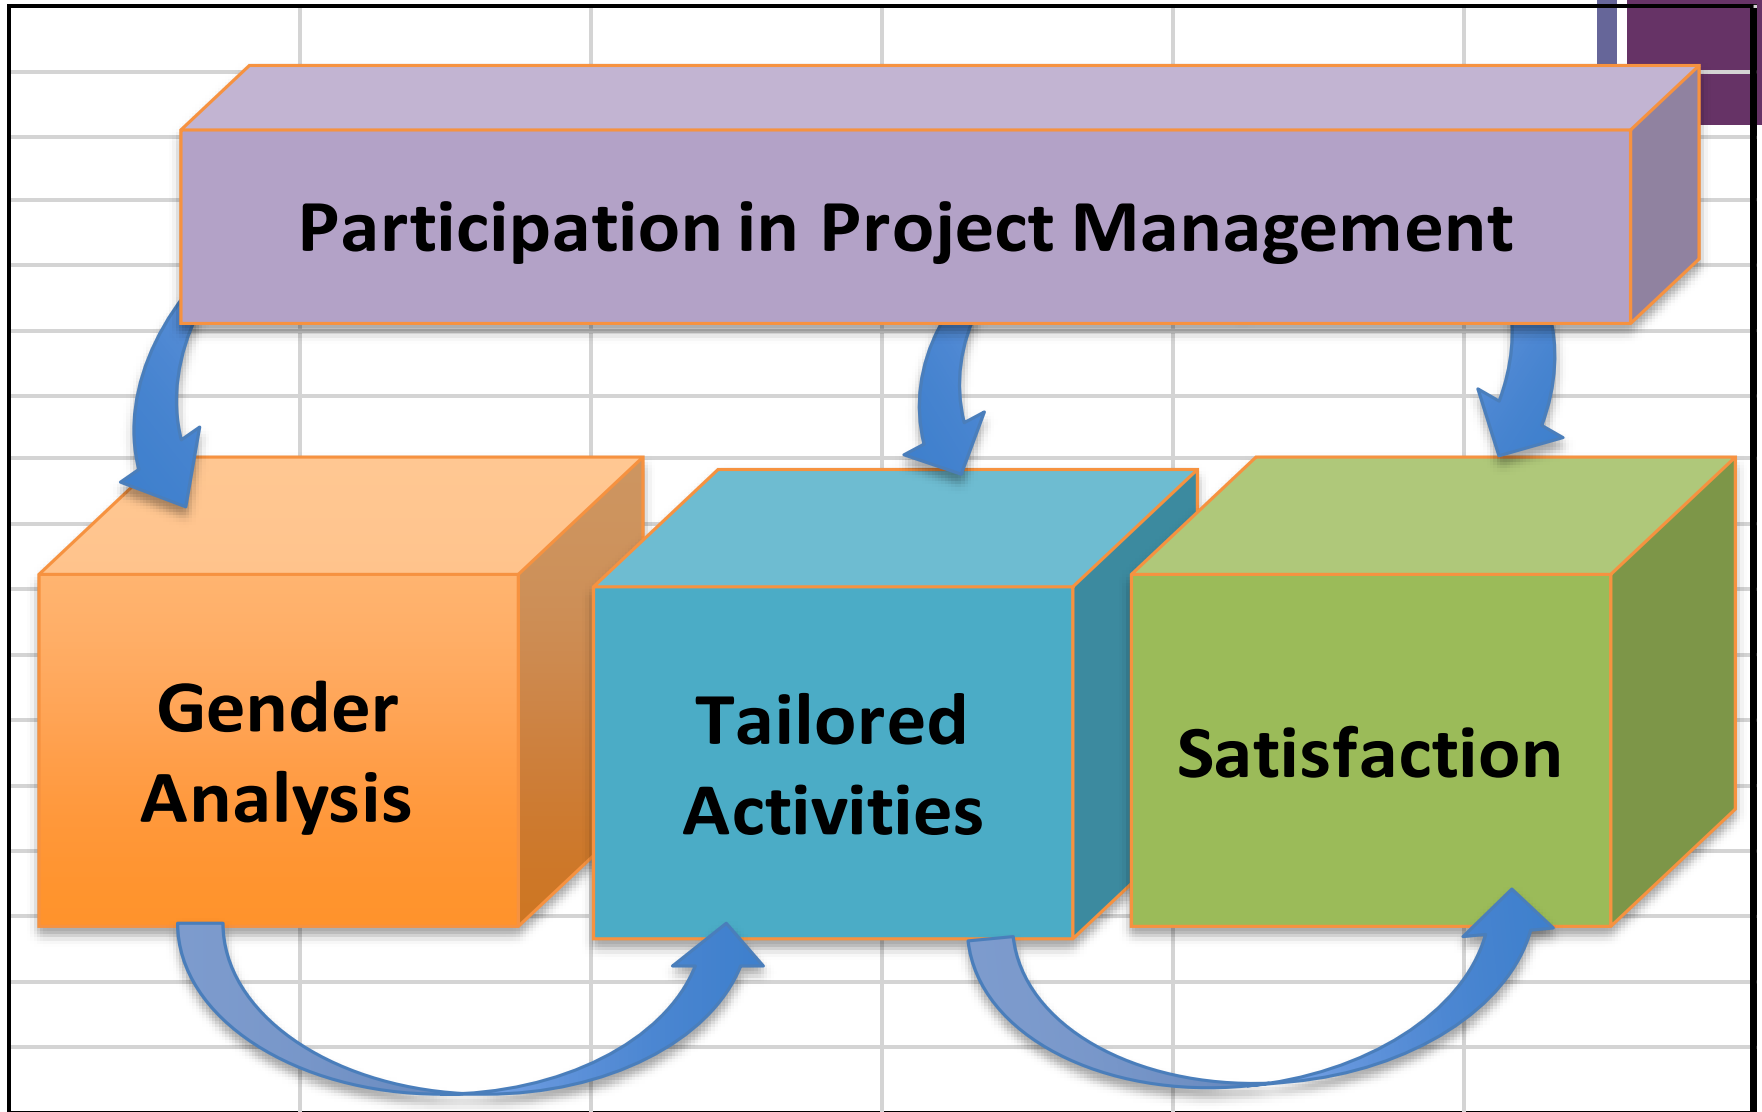 Participation in Project Management
Gender
Analysis
Tailored
Activities
Satisfaction